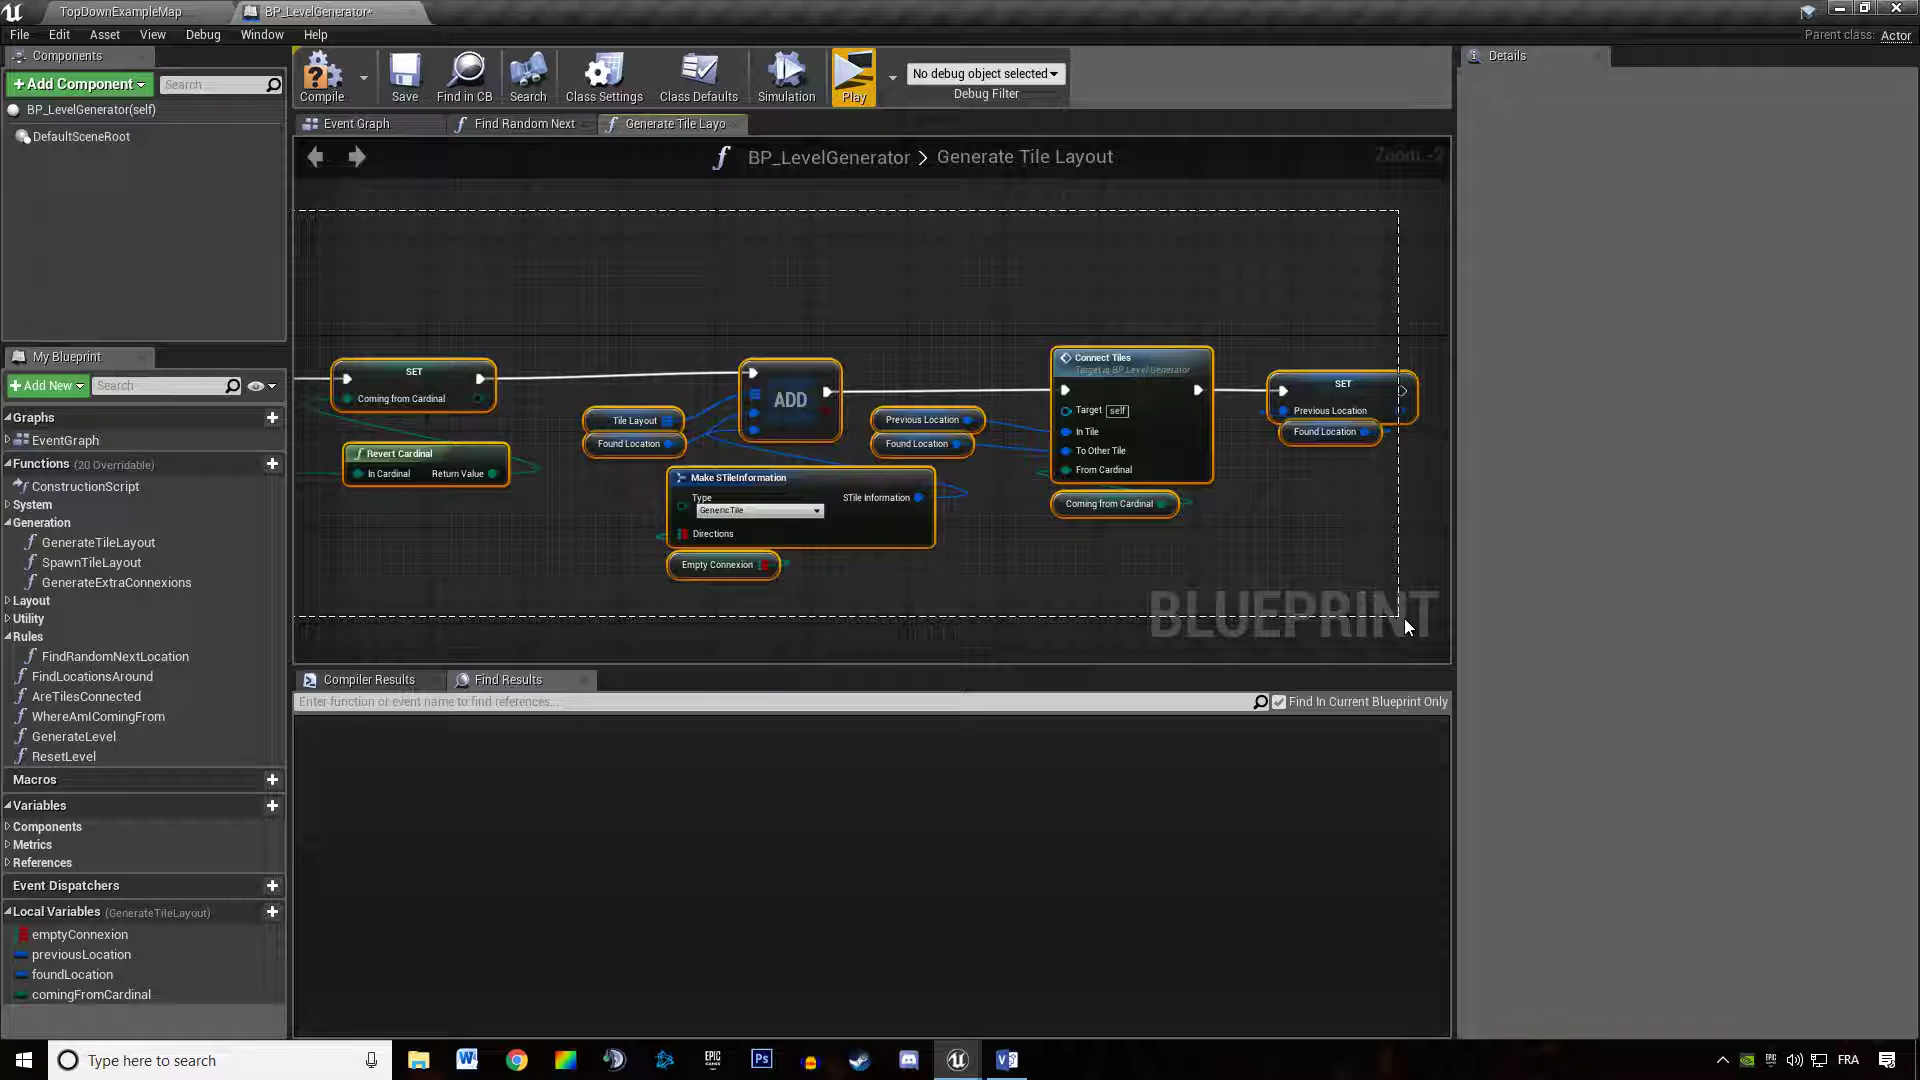 TopDownExampleMap
BP_LevelGenerator*
File Edit Asset View Debug Window Help
Parent class: Actor
Components
+Add Component
Search
BP_LevelGenerator(self)
DefaultSceneRoot
Compile
Save
Find in CB
Search
Class Settings
Class Defaults
Simulation
Play
No debug object selected
Debug Filter
Details
Event Graph
Find Random Next
Generate Tile Layo
BP_LevelGenerator > Generate Tile Layout
Zoom -2
SET
Coming from Cardinal
Revert Cardinal
In Cardinal Return Value
Tile Layout
Found Location
ADD
Make STileInformation
Type
GenericTile
STile Information
Directions
Empty Connexion
Previous Location
Found Location
Connect Tiles
Target is BP Level Generator
Target self
In Tile
To Other Tile
From Cardinal
Coming from Cardinal
SET
Previous Location
Found Location
BLUEPRINT
My Blueprint
+Add New
Search
Graphs
EventGraph
Functions (20 Overridable)
ConstructionScript
System
Generation
GenerateTileLayout
SpawnTileLayout
GenerateExtraConnexions
Layout
Utility
Rules
FindRandomNextLocation
FindLocationsAround
AreTilesConnected
WhereAmIComingFrom
GenerateLevel
ResetLevel
Macros
Variables
Components
Metrics
References
Event Dispatchers
Local Variables (GenerateTileLayout)
emptyConnexion
previousLocation
foundLocation
comingFromCardinal
Compiler Results
Find Results
Enter function or event name to find references...
Find In Current Blueprint Only
Type here to search
EPIC GAMES
Ps
FRA